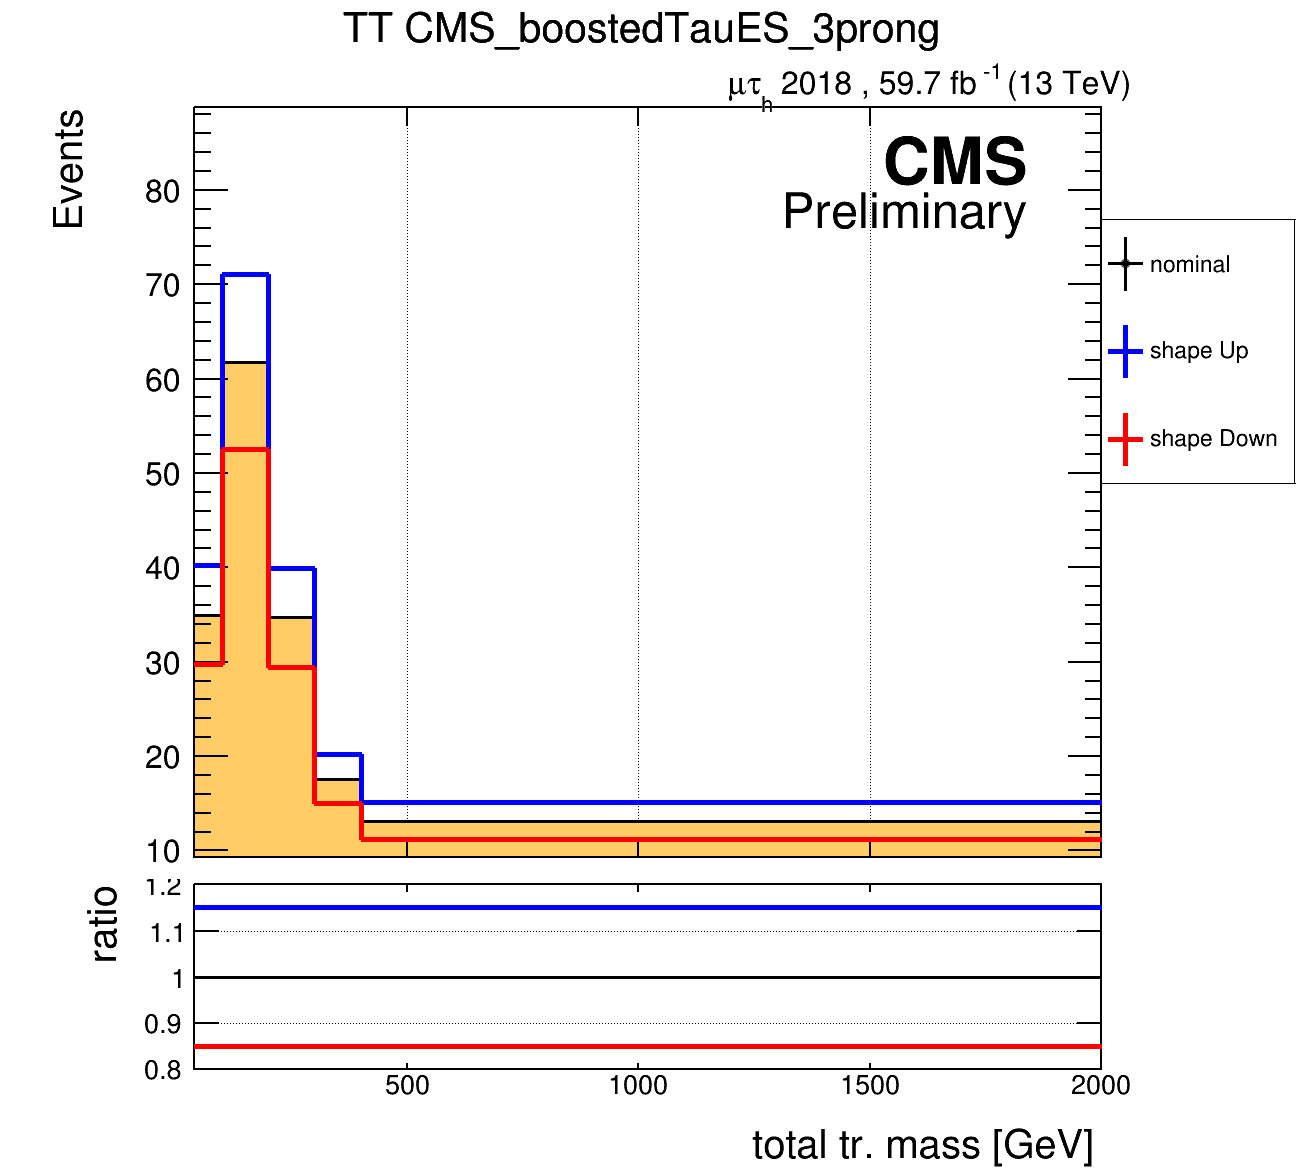 TT CMS_boostedTauES_3prong
μτh 2018 , 59.7 fb-1 (13 TeV)
CMS
Preliminary
Events
80
70
60
50
40
30
20
10
nominal
shape Up
shape Down
ratio
1.2
1.1
1
0.9
0.8
500 1000 1500 2000
total tr. mass [GeV]